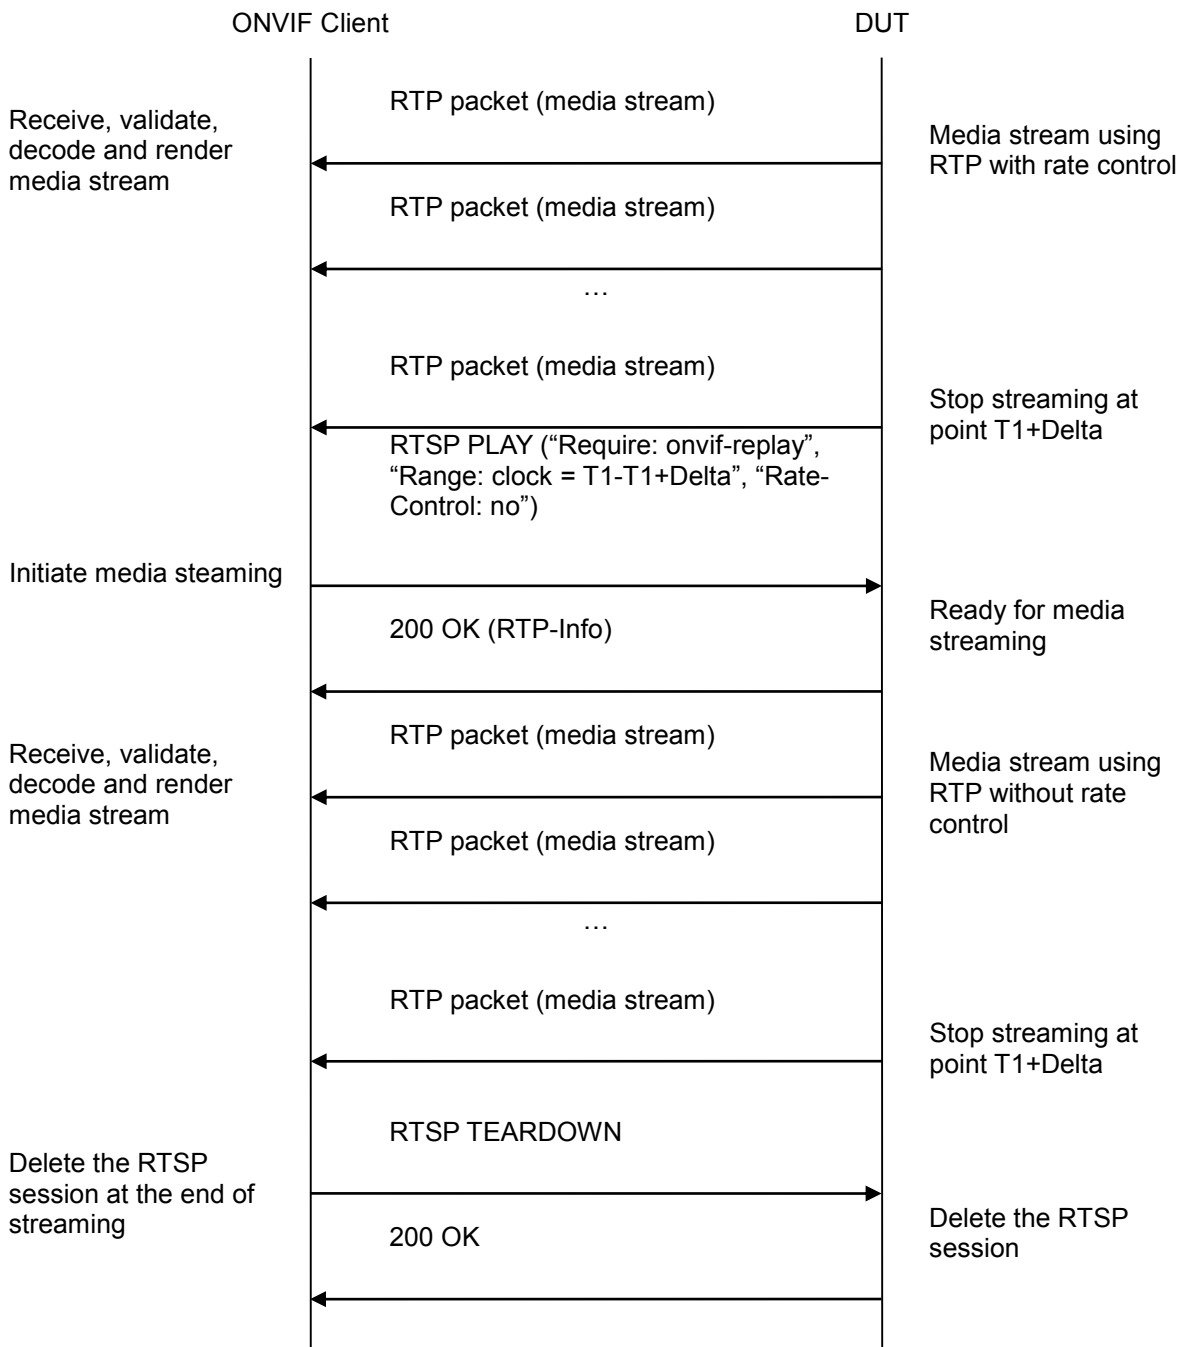 ONVIF Client
DUT
RTP packet (media stream)
Receive, validate,
decode and render
media stream
Media stream using
RTP with rate control
RTP packet (media stream)
…
RTP packet (media stream)
Stop streaming at
point T1+Delta
RTSP PLAY (“Require: onvif-replay”,
“Range: clock = T1-T1+Delta”, “Rate-
Control: no”)
Initiate media steaming
Ready for media
streaming
200 OK (RTP-Info)
RTP packet (media stream)
Receive, validate,
decode and render
media stream
Media stream using
RTP without rate
control
RTP packet (media stream)
…
RTP packet (media stream)
Stop streaming at
point T1+Delta
RTSP TEARDOWN
Delete the RTSP
session at the end of
streaming
Delete the RTSP
session
200 OK